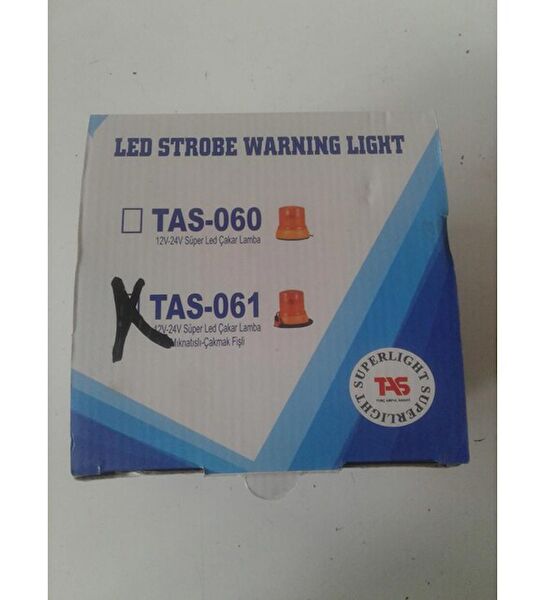 LED STROBE WARNING LIGHT
TAS-060
12V-24V Süper Led Çakar Lamba
TAS-061
12V-24V Süper Led Çakar Lamba
Mıknatıslı-Çakmak Fişli
SUPERLIGHT
TAS
SUPERLIGHT